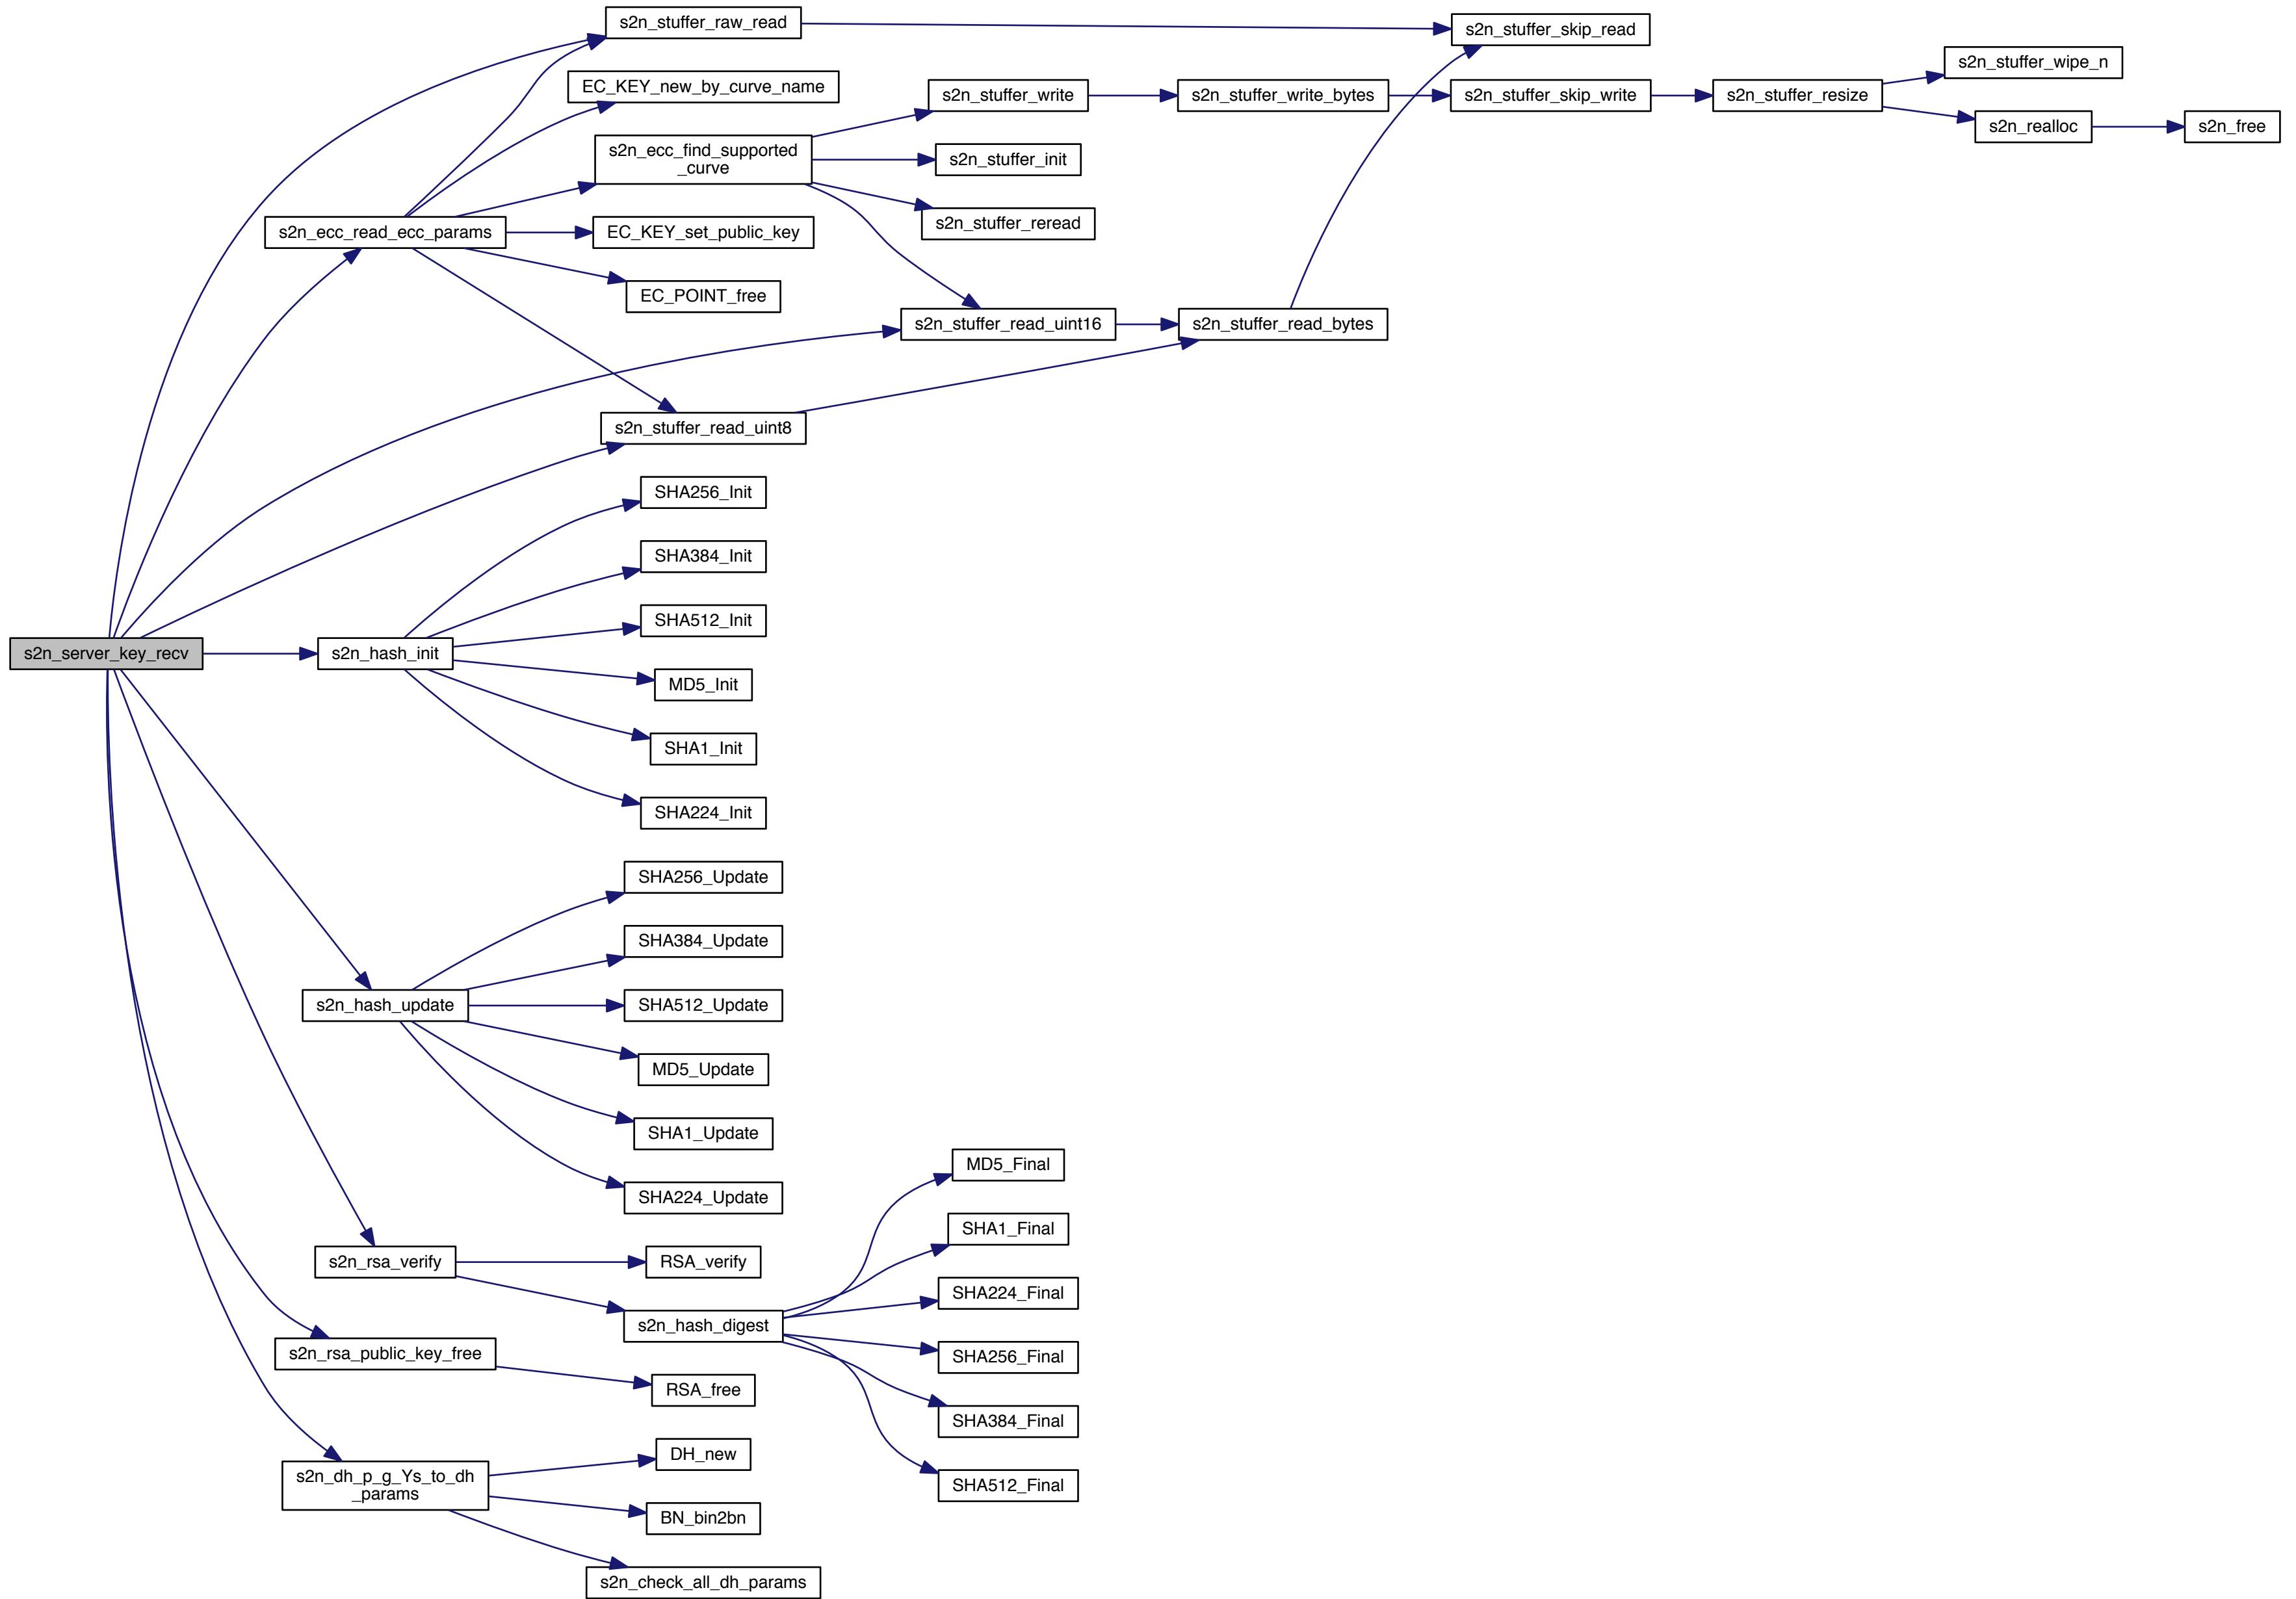 s2n_stuffer_raw_read
s2n_stuffer_skip_read
s2n_stuffer_wipe_n
EC_KEY_new_by_curve_name
s2n_stuffer_write
s2n_stuffer_write_bytes
s2n_stuffer_skip_write
s2n_stuffer_resize
s2n_realloc
s2n_free
s2n_ecc_find_supported
_curve
s2n_stuffer_init
s2n_stuffer_reread
s2n_ecc_read_ecc_params
EC_KEY_set_public_key
EC_POINT_free
s2n_stuffer_read_uint16
s2n_stuffer_read_bytes
s2n_stuffer_read_uint8
SHA256_Init
SHA384_Init
SHA512_Init
s2n_server_key_recv
s2n_hash_init
MD5_Init
SHA1_Init
SHA224_Init
SHA256_Update
SHA384_Update
s2n_hash_update
SHA512_Update
MD5_Update
SHA1_Update
SHA224_Update
MD5_Final
SHA1_Final
s2n_rsa_verify
RSA_verify
SHA224_Final
s2n_hash_digest
s2n_rsa_public_key_free
SHA256_Final
RSA_free
SHA384_Final
DH_new
s2n_dh_p_g_Ys_to_dh
_params
SHA512_Final
BN_bin2bn
s2n_check_all_dh_params